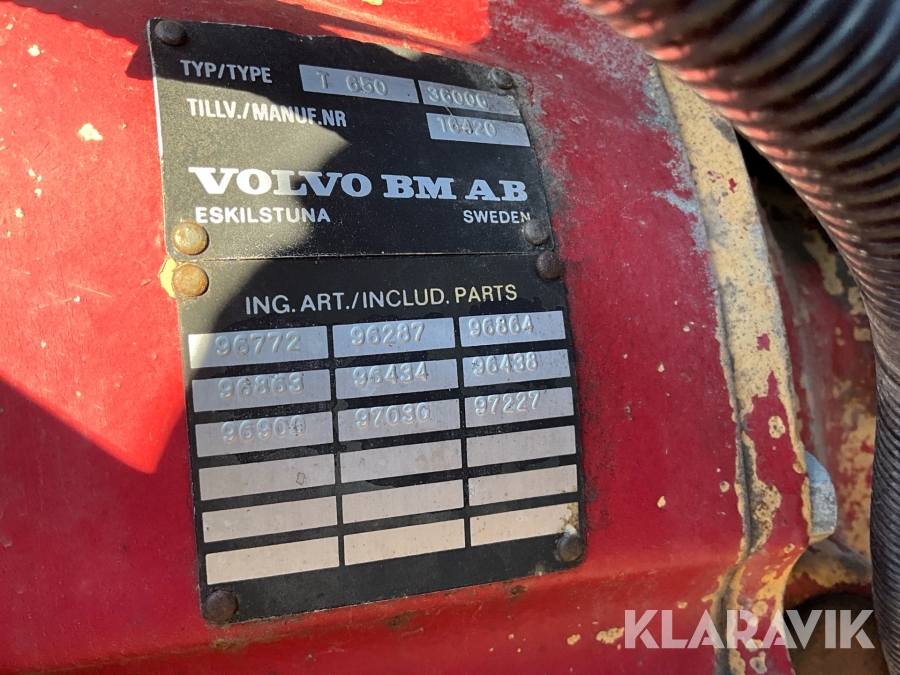 TYP/TYPE T 650 36006
TILLV./MANUF.NR 16420
VOLVO BM AB
ESKILSTUNA SWEDEN
ING. ART./INCLUD. PARTS
96772 96287 96864
96863 96434 96438
96909 97030 97227
KLARAVIK